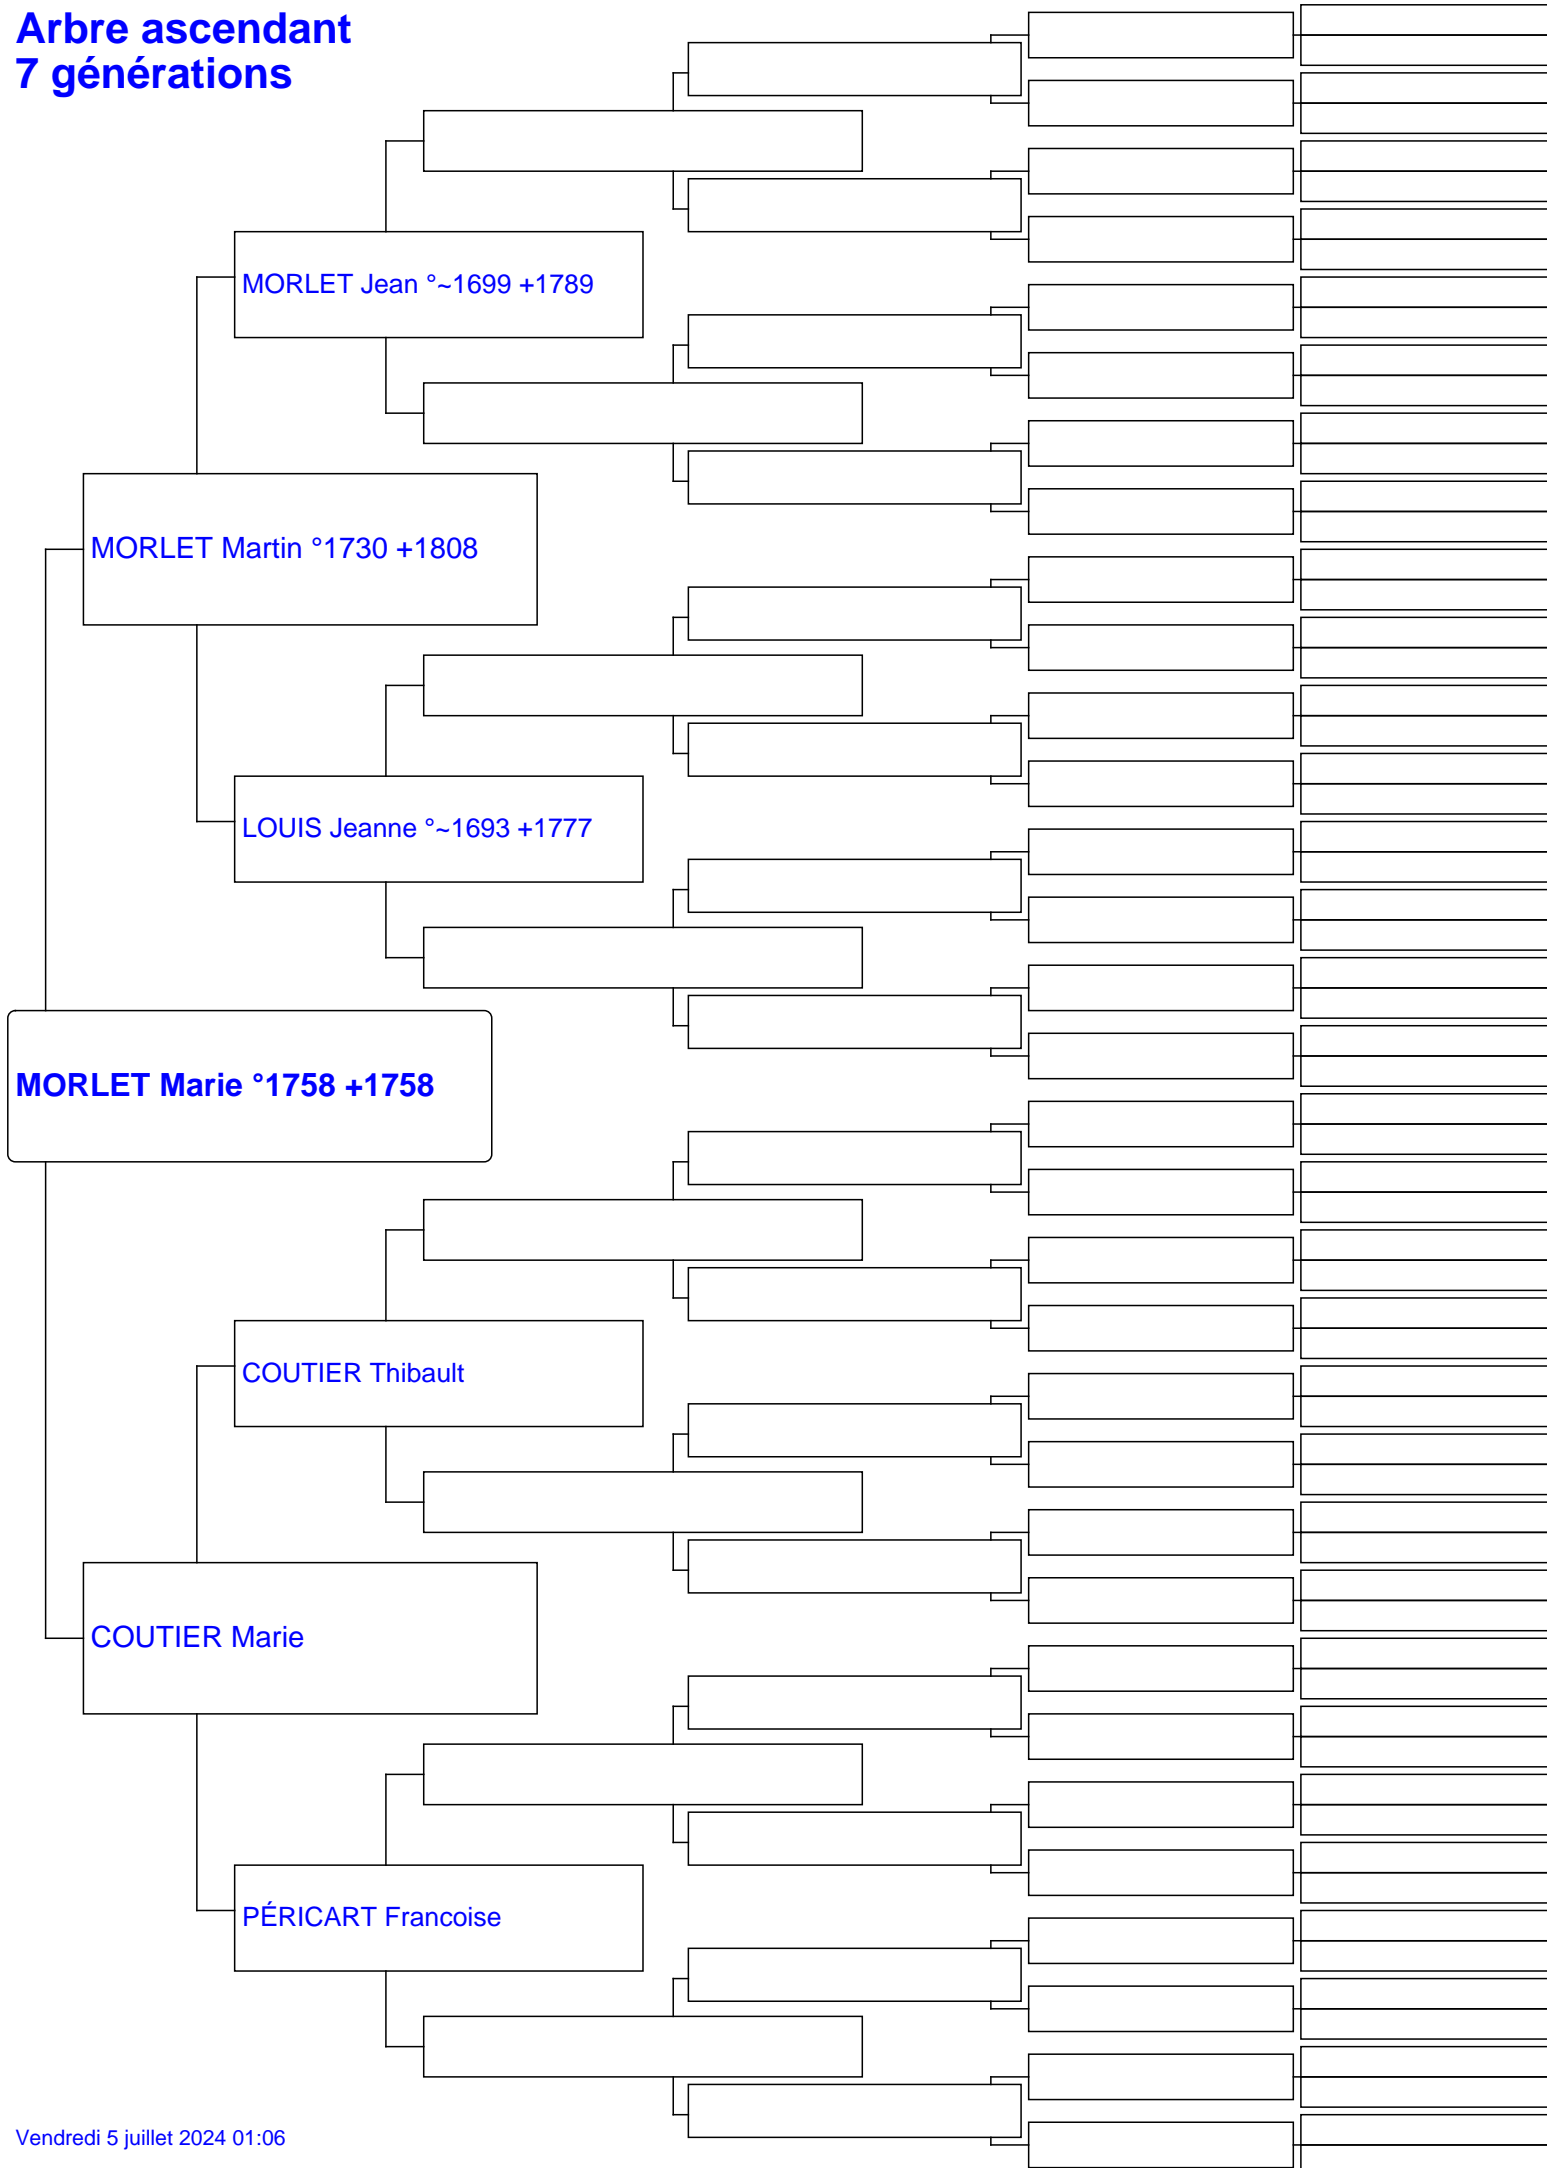 Arbre ascendant
7 générations
MORLET Jean °~1699 +1789
MORLET Martin °1730 +1808
LOUIS Jeanne °~1693 +1777
MORLET Marie °1758 +1758
COUTIER Thibault
COUTIER Marie
PÉRICART Francoise
Vendredi 5 juillet 2024 01:06